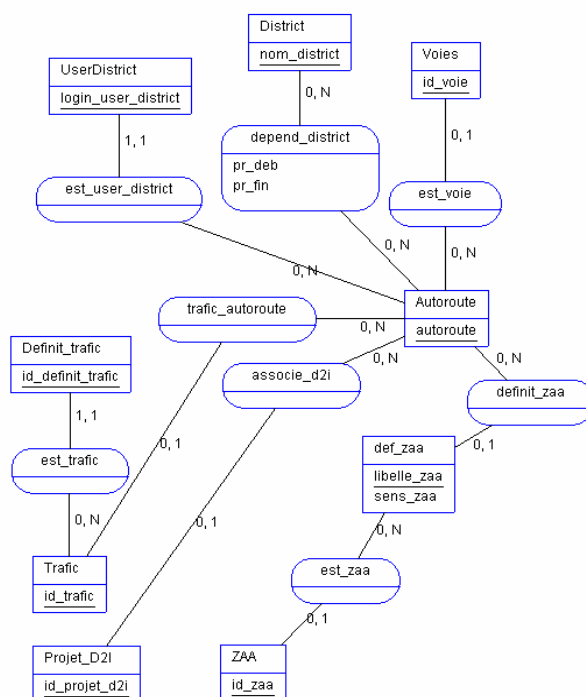 District
nom_district
UserDistrict
login_user_district
Voies
id_voie
0, N
1, 1
0, 1
depend_district
pr_deb
pr_fin
est_user_district
est_voie
0, N
0, N
0, N
Autoroute
autoroute
trafic_autoroute
0, N
0, N
0, N
Definit_trafic
id_definit_trafic
associe_d2i
definit_zaa
1, 1
0, 1
0, 1
def_zaa
libelle_zaa
sens_zaa
est_trafic
0, N
0, 1
0, N
Trafic
id_trafic
est_zaa
0, 1
Projet_D2I
id_projet_d2i
ZAA
id_zaa